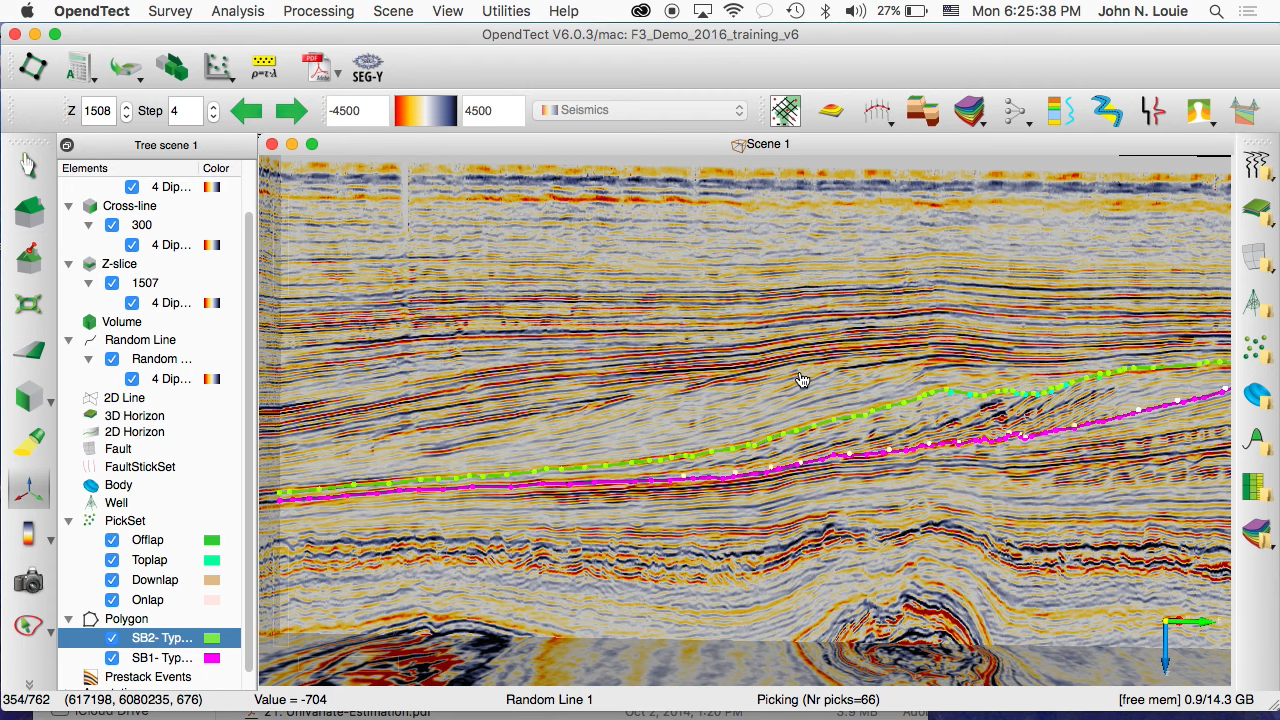 OpendTect Survey Analysis Processing Scene View Utilities Help 27% Mon 6:25:38 PM John N. Louie
OpendTect V6.0.3/mac: F3_Demo_2016_training_v6
PDF
ρ=τ·λ
SEG-Y
Z 1508 Step 4 -4500 4500 Seismics
Tree scene 1
Scene 1
Elements Color
4 Dip...
Cross-line
300
4 Dip...
Z-slice
1507
4 Dip...
Volume
Random Line
Random ...
4 Dip...
2D Line
3D Horizon
2D Horizon
Fault
FaultStickSet
Body
Well
PickSet
Offlap
Toplap
Downlap
Onlap
Polygon
SB2- Typ...
SB1- Typ...
Prestack Events
354/762 (617198, 6080235, 676) Value = -704 Random Line 1 Picking (Nr picks=66) [free mem] 0.9/14.3 GB